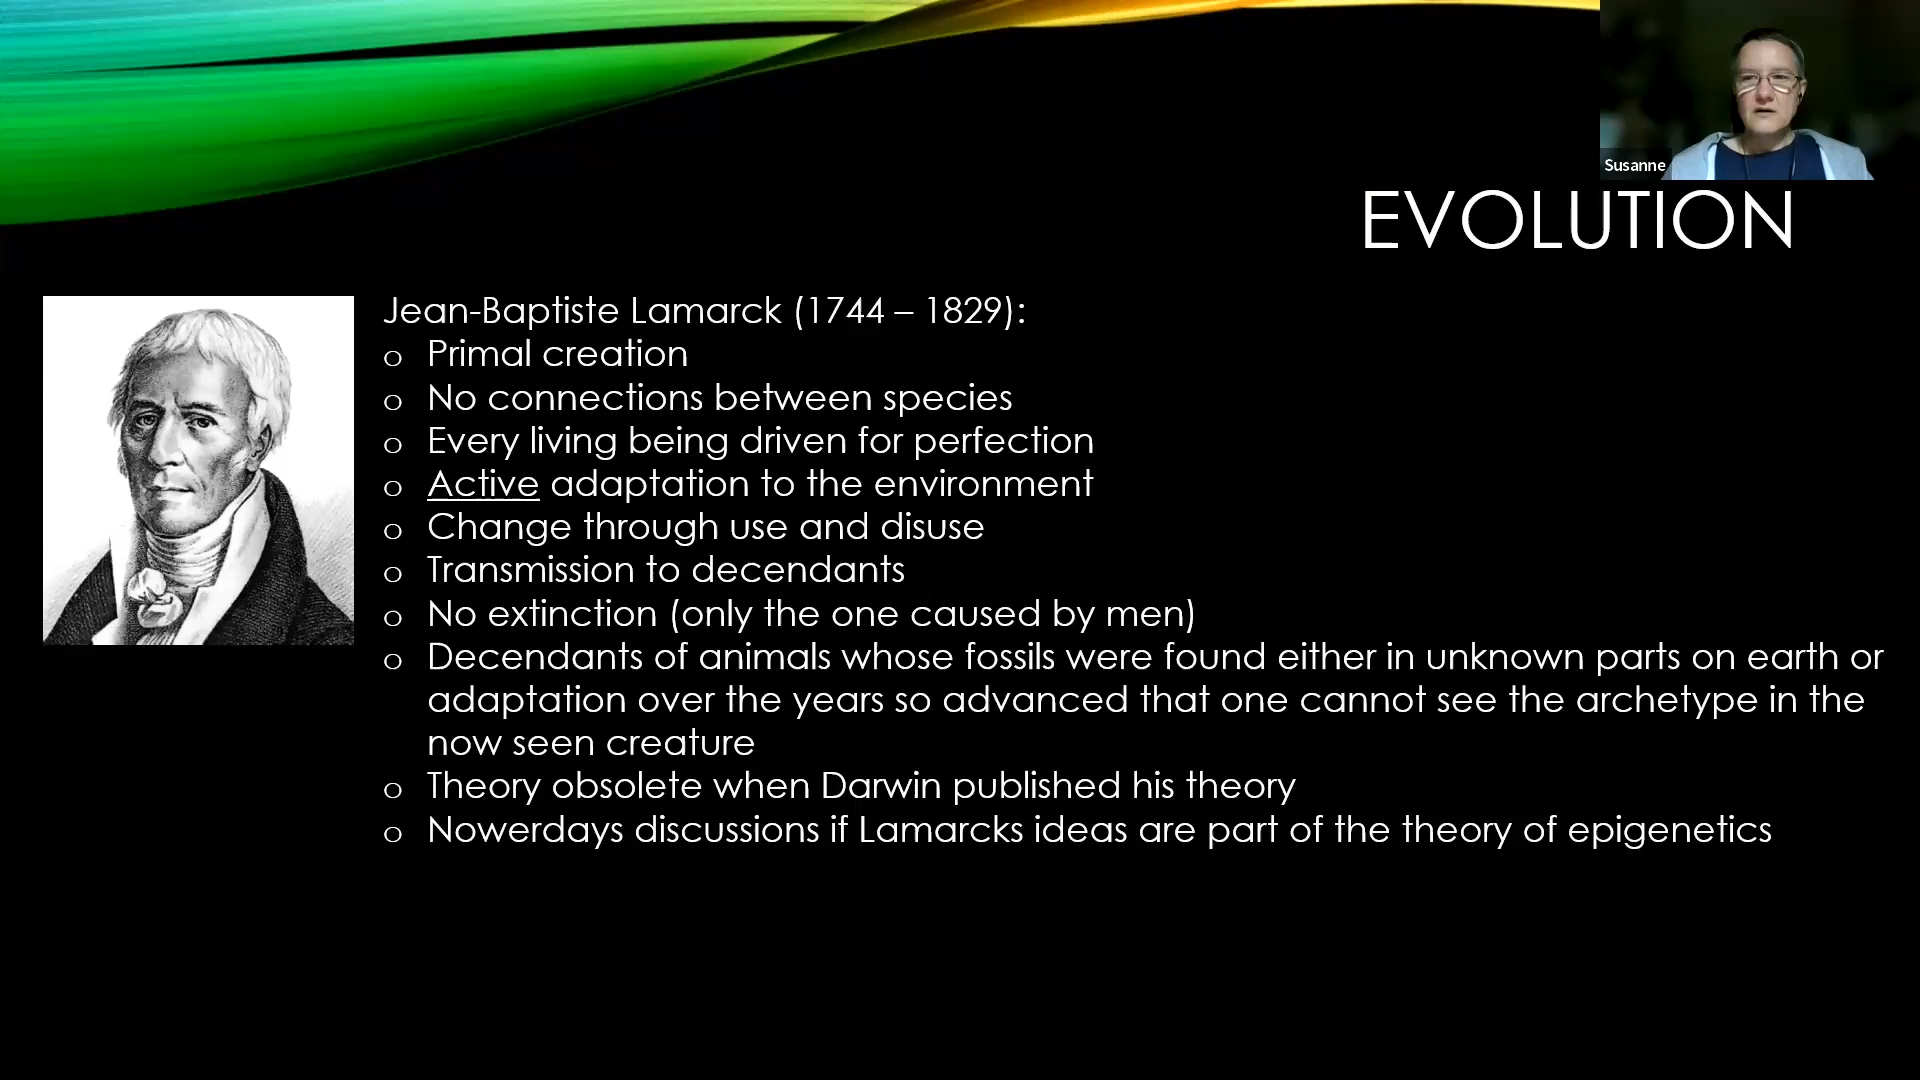 Susanne
EVOLUTION
Jean-Baptiste Lamarck (1744 – 1829):
o Primal creation
o No connections between species
o Every living being driven for perfection
o Active adaptation to the environment
o Change through use and disuse
o Transmission to decendants
o No extinction (only the one caused by men)
o Decendants of animals whose fossils were found either in unknown parts on earth or
adaptation over the years so advanced that one cannot see the archetype in the
now seen creature
o Theory obsolete when Darwin published his theory
o Nowerdays discussions if Lamarcks ideas are part of the theory of epigenetics